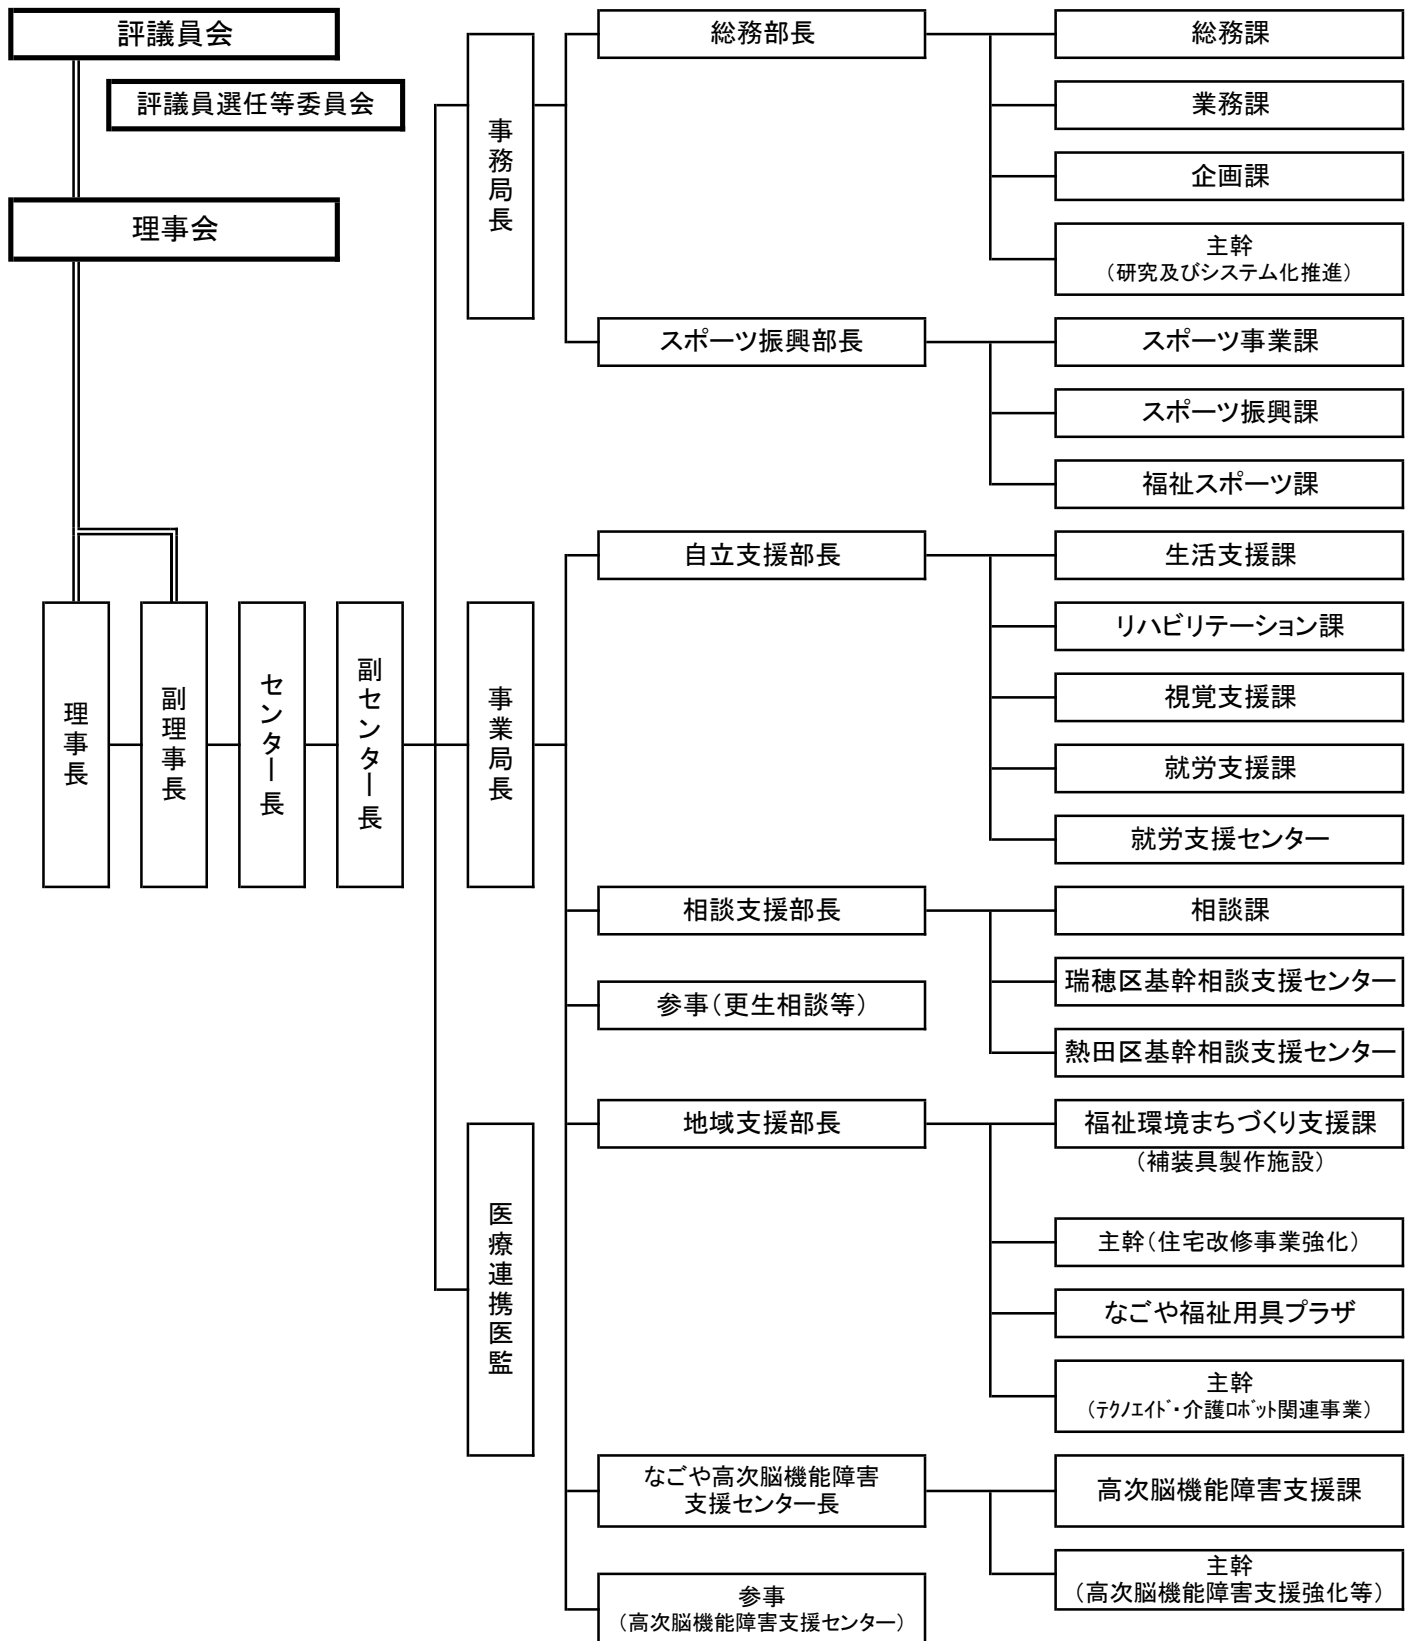 評議員会
評議員選任等委員会
理事会
理事長
副理事長
センター長
副センター長
事務局長
総務部長
総務課
業務課
企画課
主幹
（研究及びシステム化推進）
スポーツ振興部長
スポーツ事業課
スポーツ振興課
福祉スポーツ課
事業局長
自立支援部長
生活支援課
リハビリテーション課
視覚支援課
就労支援課
就労支援センター
相談支援部長
相談課
瑞穂区基幹相談支援センター
熱田区基幹相談支援センター
参事（更生相談等）
地域支援部長
福祉環境まちづくり支援課
（補装具製作施設）
主幹（住宅改修事業強化）
なごや福祉用具プラザ
主幹
（ﾃｸﾉｴｲﾄﾞ・介護ﾛﾎﾞｯﾄ関連事業）
なごや高次脳機能障害
支援センター長
高次脳機能障害支援課
主幹
（高次脳機能障害支援強化等）
参事
（高次脳機能障害支援センター）
医療連携医監